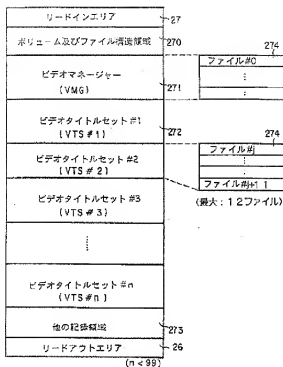 リードインエリア
27
ボリューム及びファイル構造領域
270
274
ファイル#0
ビデオマネージャー
(VMG)
271
ビデオタイトルセット#1
(VTS#1)
272
274
ファイル#j
ビデオタイトルセット#2
(VTS#2)
ファイル#j+11
(最大:12ファイル)
ビデオタイトルセット#3
(VTS#3)
ビデオタイトルセット#n
(VTS#n)
他の記録領域
273
リードアウトエリア
26
(n<99)